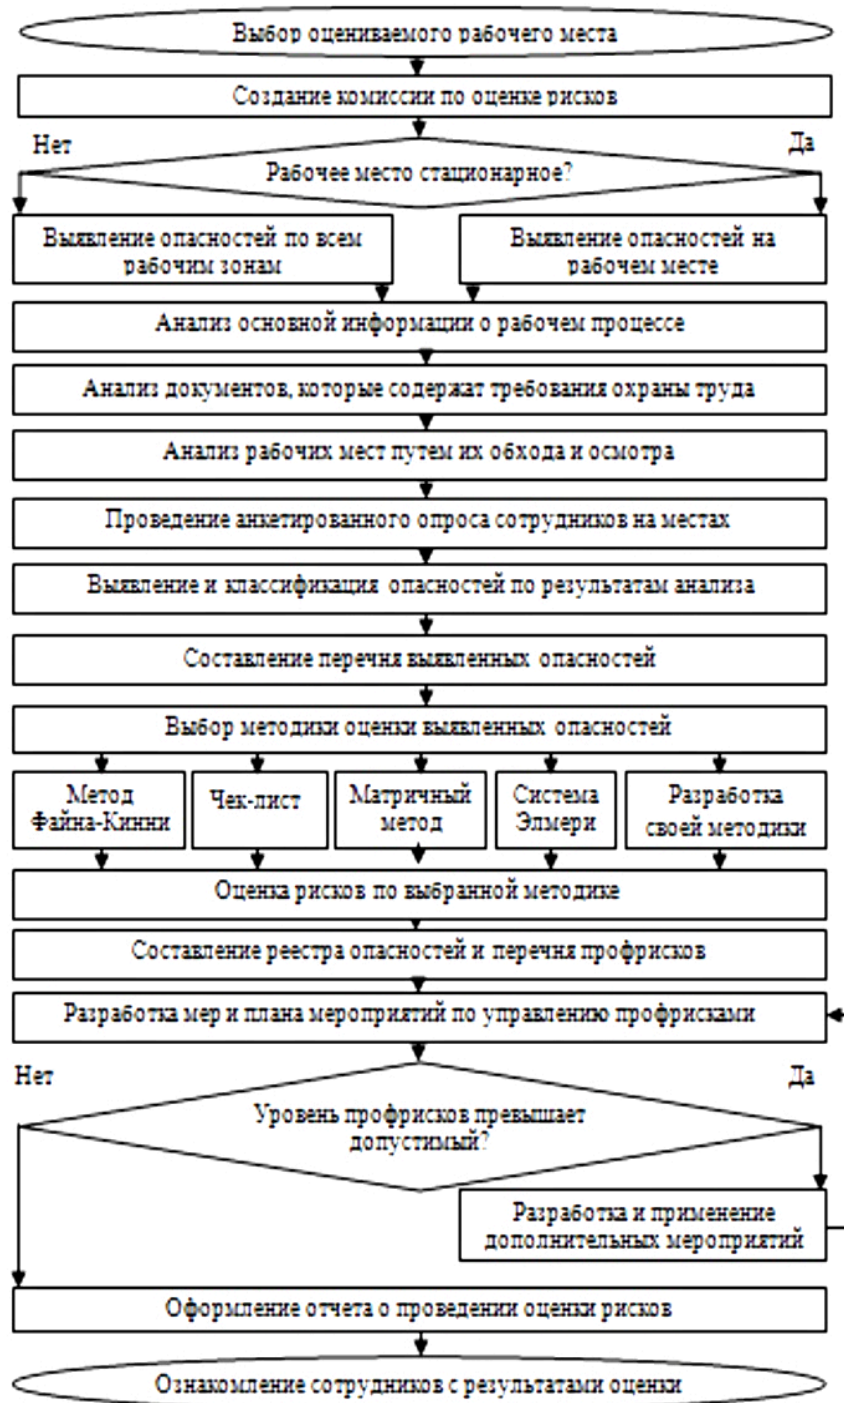 Выбор оцениваемого рабочего места
Создание комиссии по оценке рисков
Нет
Да
Рабочее место стационарное?
Выявление опасностей по всем
рабочим зонам
Выявление опасностей на
рабочем месте
Анализ основной информации о рабочем процессе
Анализ документов, которые содержат требования охраны труда
Анализ рабочих мест путем их обхода и осмотра
Проведение анкетированного опроса сотрудников на местах
Выявление и классификация опасностей по результатам анализа
Составление перечня выявленных опасностей
Выбор методики оценки выявленных опасностей
Метод
Файна-Кинни
Чек-лист
Матричный
метод
Система
Элмери
Разработка
своей методики
Оценка рисков по выбранной методике
Составление реестра опасностей и перечня профрисков
Разработка мер и плана мероприятий по управлению профрисками
Нет
Да
Уровень профрисков превышает
допустимый?
Разработка и применение
дополнительных мероприятий
Оформление отчета о проведении оценки рисков
Ознакомление сотрудников с результатами оценки